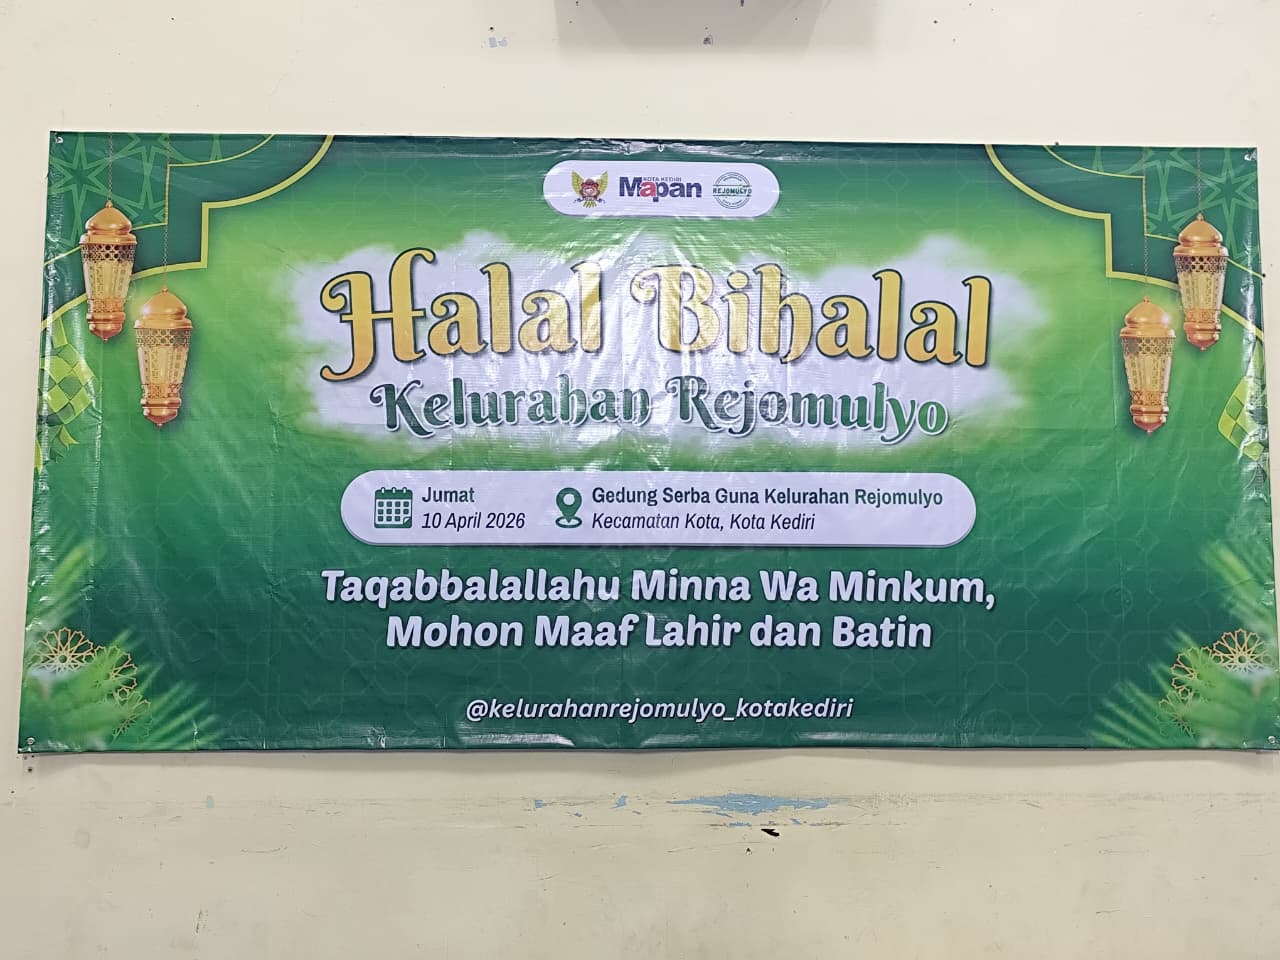 KOTA KEDIRI
Mapan
REJOMULYO
Halal Bihalal
Kelurahan Rejomulyo
Jumat
10 April 2026
Gedung Serba Guna Kelurahan Rejomulyo
Kecamatan Kota, Kota Kediri
Taqabbalallahu Minna Wa Minkum,
Mohon Maaf Lahir dan Batin
@kelurahanrejomulyo_kotakediri